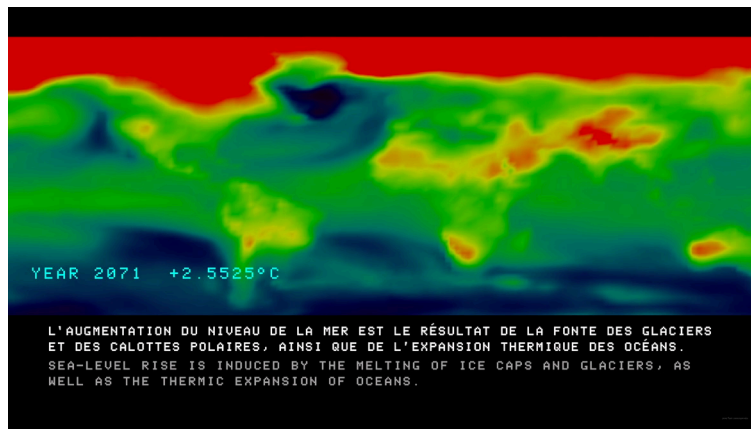 YEAR 2071 +2.5525°C
L'AUGMENTATION DU NIVEAU DE LA MER EST LE RÉSULTAT DE LA FONTE DES GLACIERS
ET DES CALOTTES POLAIRES, AINSI QUE DE L'EXPANSION THERMIQUE DES OCÉANS.
SEA-LEVEL RISE IS INDUCED BY THE MELTING OF ICE CAPS AND GLACIERS, AS
WELL AS THE THERMIC EXPANSION OF OCEANS.